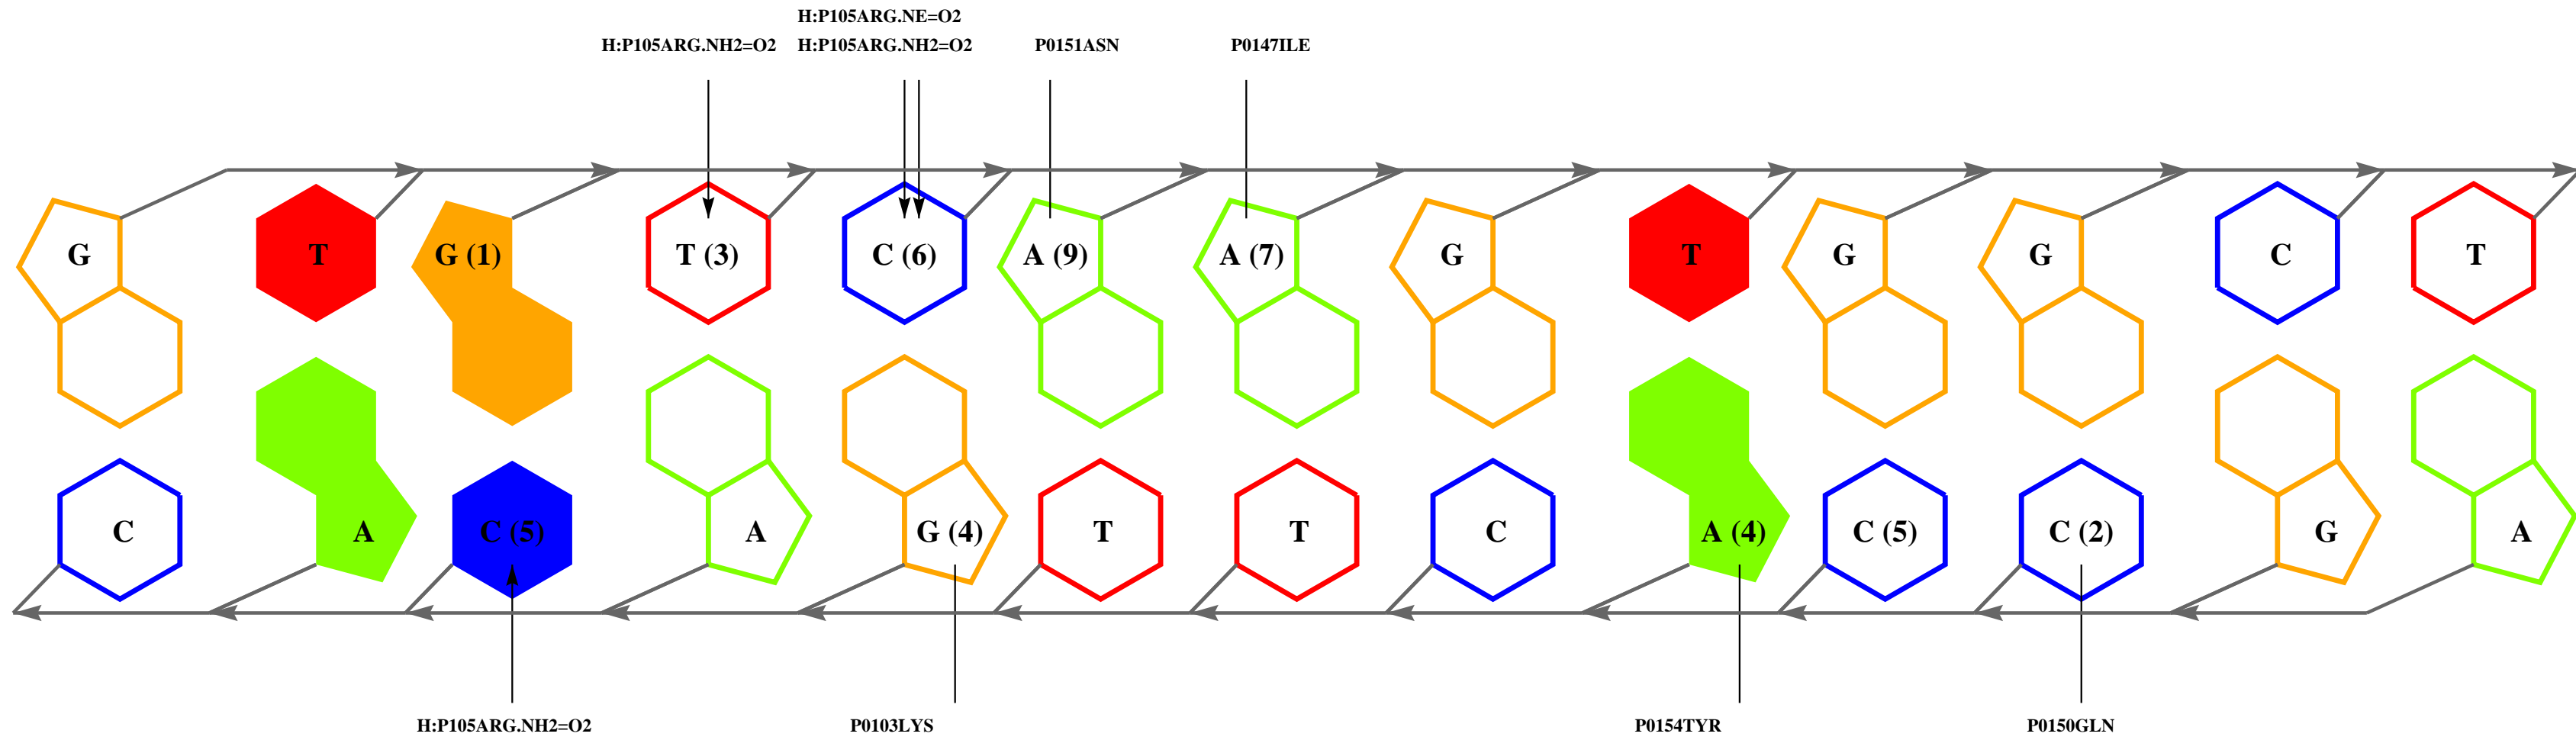 H:P105ARG.NE=O2
H:P105ARG.NH2=O2 H:P105ARG.NH2=O2 P0151ASN P0147ILE
G T G (1) T (3) C (6) A (9) A (7) G T G G C T
C A C (5) A G (4) T T C A (4) C (5) C (2) G A
H:P105ARG.NH2=O2 P0103LYS P0154TYR P0150GLN